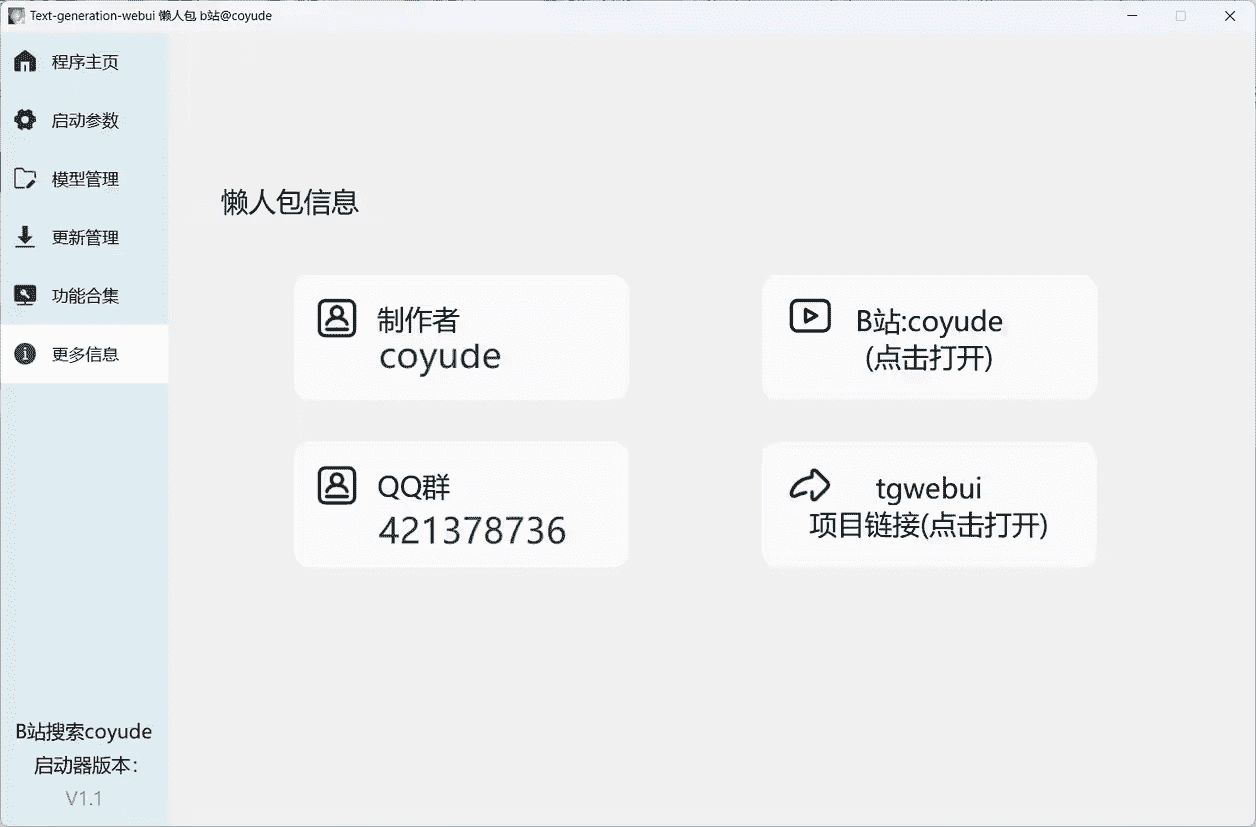 Text-generation-webui 懒人包 b站@coyude
程序主页
启动参数
模型管理
更新管理
功能合集
更多信息
懒人包信息
制作者
coyude
B站:coyude
(点击打开)
QQ群
421378736
tgwebui
项目链接(点击打开)
B站搜索coyude
启动器版本:
V1.1